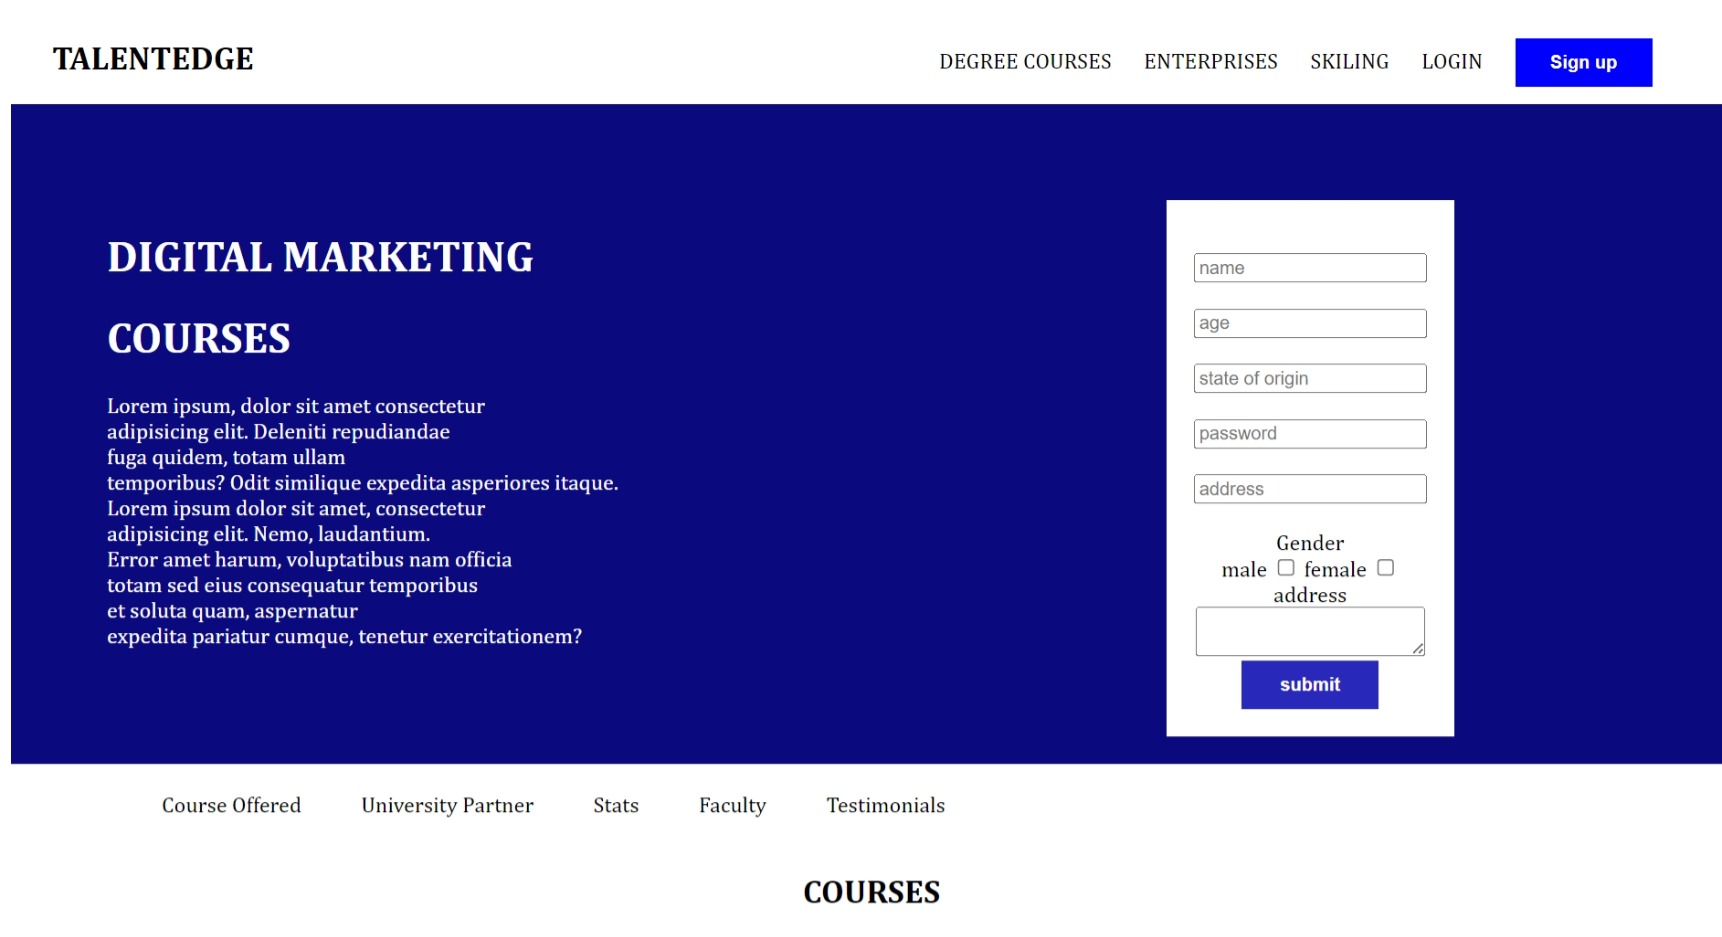 TALENTEDGE
DEGREE COURSES ENTERPRISES SKILING LOGIN Sign up
DIGITAL MARKETING
COURSES
Lorem ipsum, dolor sit amet consectetur
adipisicing elit. Deleniti repudiandae
fuga quidem, totam ullam
temporibus? Odit similique expedita asperiores itaque.
Lorem ipsum dolor sit amet, consectetur
adipisicing elit. Nemo, laudantium.
Error amet harum, voluptatibus nam officia
totam sed eius consequatur temporibus
et soluta quam, aspernatur
expedita pariatur cumque, tenetur exercitationem?
name
age
state of origin
password
address
Gender
male female
address
submit
Course Offered University Partner Stats Faculty Testimonials
COURSES